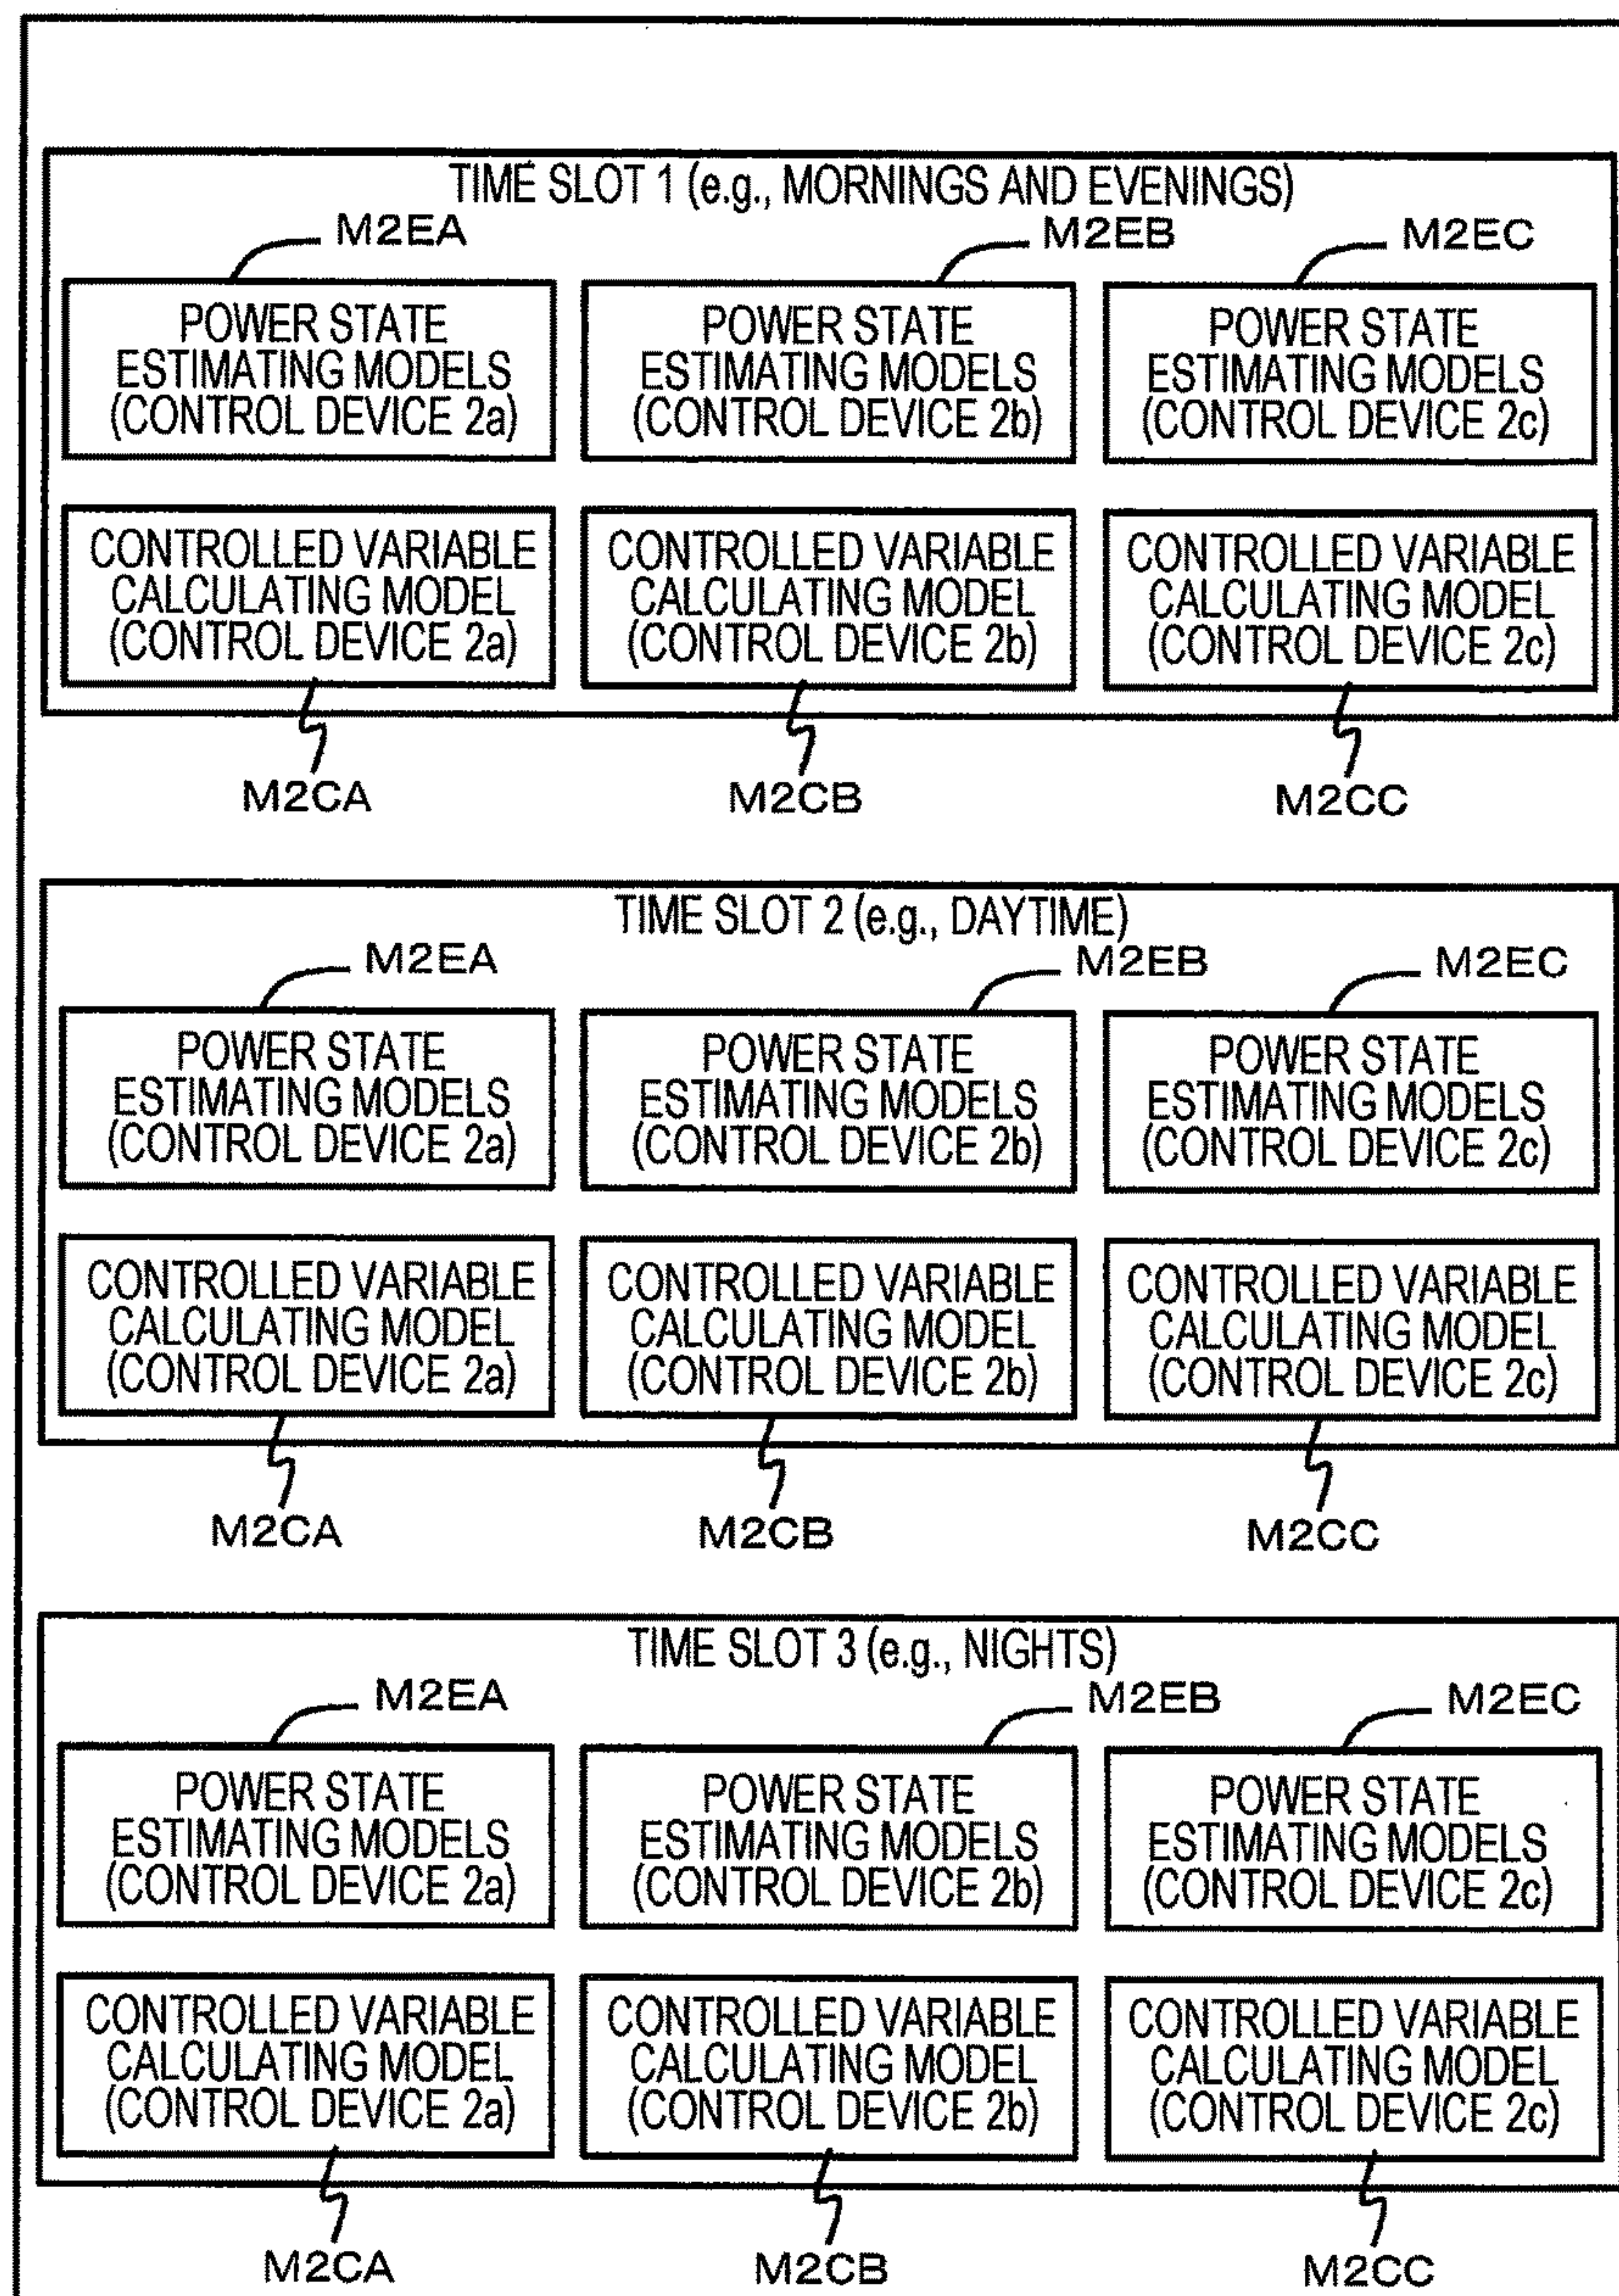 TIME SLOT 1 (e.g., MORNINGS AND EVENINGS)
M2EA
M2EB
M2EC
POWER STATE
ESTIMATING MODELS
(CONTROL DEVICE 2a)
POWER STATE
ESTIMATING MODELS
(CONTROL DEVICE 2b)
POWER STATE
ESTIMATING MODELS
(CONTROL DEVICE 2c)
CONTROLLED VARIABLE
CALCULATING MODEL
(CONTROL DEVICE 2a)
CONTROLLED VARIABLE
CALCULATING MODEL
(CONTROL DEVICE 2b)
CONTROLLED VARIABLE
CALCULATING MODEL
(CONTROL DEVICE 2c)
M2CA
M2CB
M2CC
TIME SLOT 2 (e.g., DAYTIME)
M2EA
M2EB
M2EC
POWER STATE
ESTIMATING MODELS
(CONTROL DEVICE 2a)
POWER STATE
ESTIMATING MODELS
(CONTROL DEVICE 2b)
POWER STATE
ESTIMATING MODELS
(CONTROL DEVICE 2c)
CONTROLLED VARIABLE
CALCULATING MODEL
(CONTROL DEVICE 2a)
CONTROLLED VARIABLE
CALCULATING MODEL
(CONTROL DEVICE 2b)
CONTROLLED VARIABLE
CALCULATING MODEL
(CONTROL DEVICE 2c)
M2CA
M2CB
M2CC
TIME SLOT 3 (e.g., NIGHTS)
M2EA
M2EB
M2EC
POWER STATE
ESTIMATING MODELS
(CONTROL DEVICE 2a)
POWER STATE
ESTIMATING MODELS
(CONTROL DEVICE 2b)
POWER STATE
ESTIMATING MODELS
(CONTROL DEVICE 2c)
CONTROLLED VARIABLE
CALCULATING MODEL
(CONTROL DEVICE 2a)
CONTROLLED VARIABLE
CALCULATING MODEL
(CONTROL DEVICE 2b)
CONTROLLED VARIABLE
CALCULATING MODEL
(CONTROL DEVICE 2c)
M2CA
M2CB
M2CC